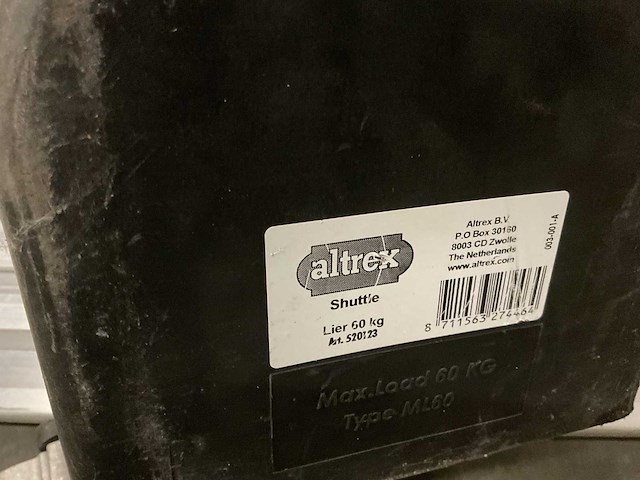 altrex
Shuttle
Lier 60 kg
Art. 520123
Altrex B.V.
P.O Box 30160
8003 CD Zwolle
The Netherlands
www.altrex.com
003-001-A
8 711563 274464
Max.Load 60 KG
Type ML60